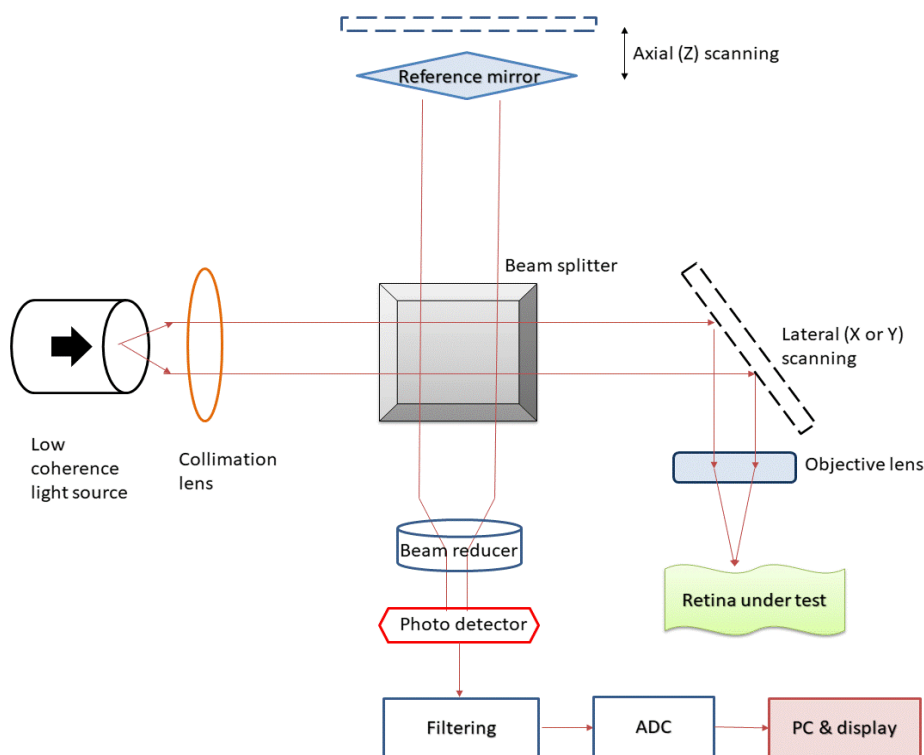 Axial (Z) scanning
Reference mirror
Beam splitter
Lateral (X or Y)
scanning
Low
coherence
light source
Collimation
lens
Objective lens
Beam reducer
Retina under test
Photo detector
Filtering
ADC
PC & display